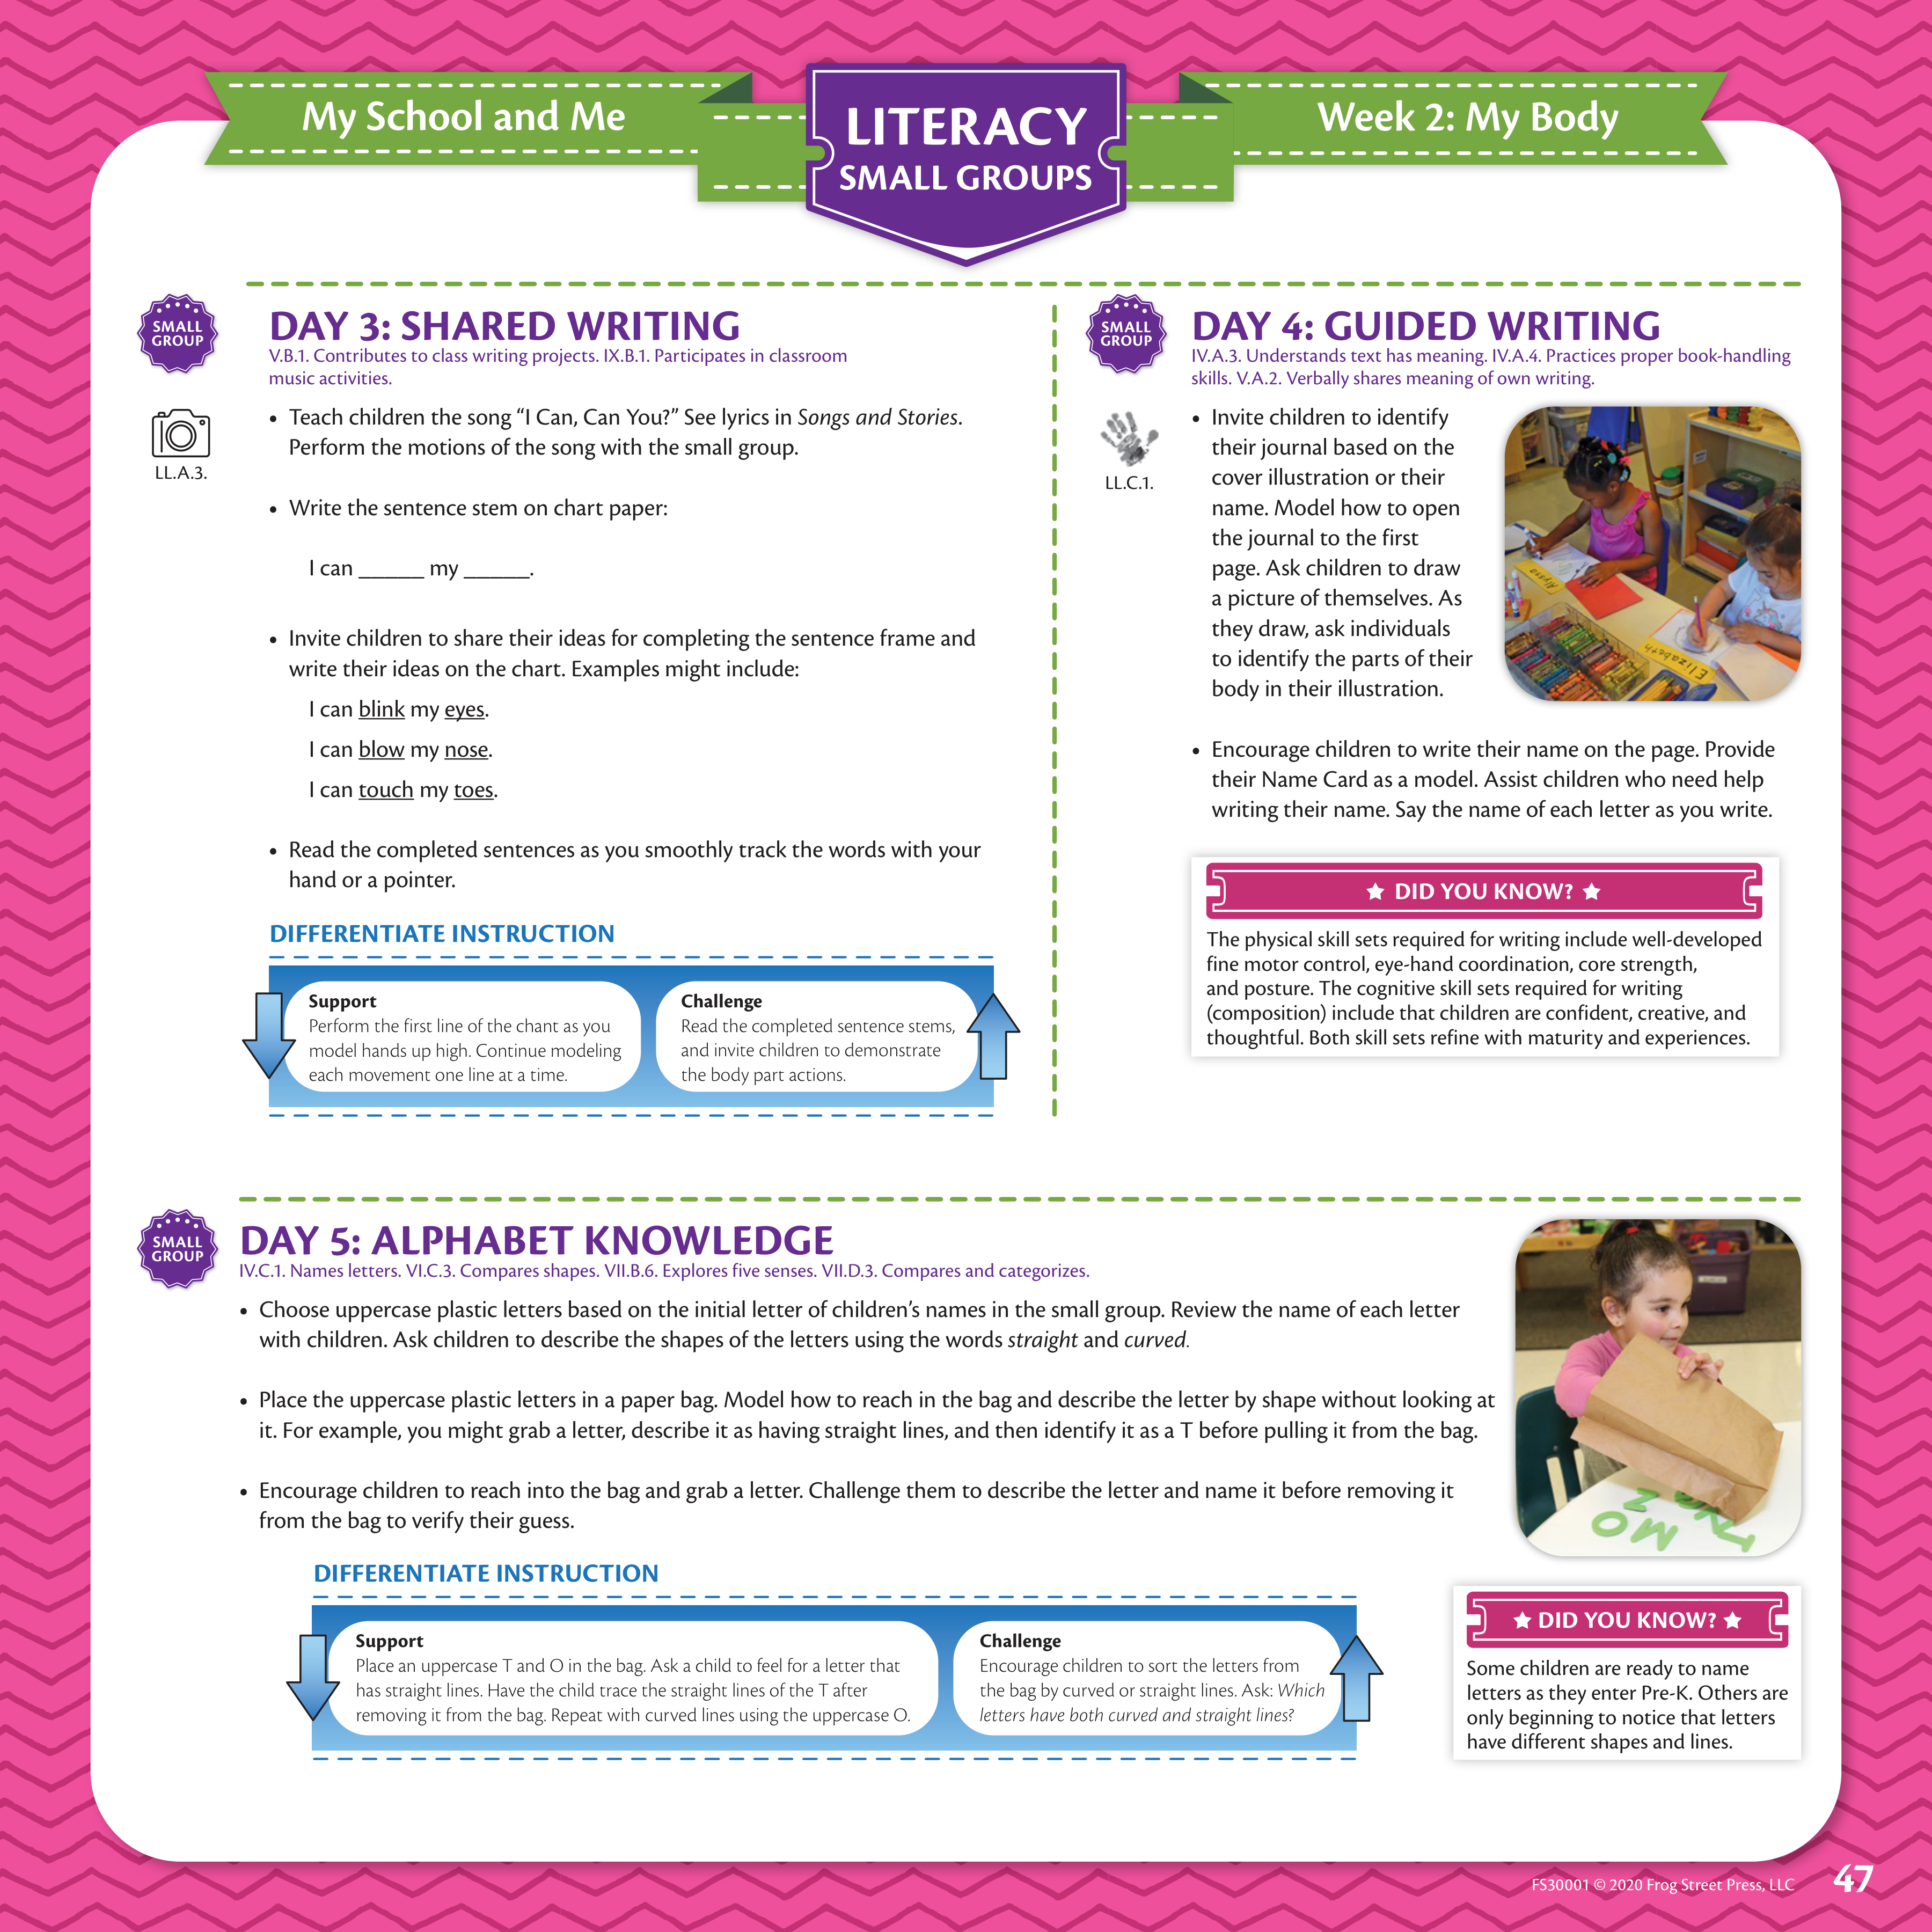 My School and Me
LITERACY
SMALL GROUPS
Week 2: My Body
SMALL
GROUP
DAY 3: SHARED WRITING
V.B.1. Contributes to class writing projects. IX.B.1. Participates in classroom
music activities.
LL.A.3.
• Teach children the song “I Can, Can You?” See lyrics in Songs and Stories.
Perform the motions of the song with the small group.
• Write the sentence stem on chart paper:
I can ______ my ______.
• Invite children to share their ideas for completing the sentence frame and
write their ideas on the chart. Examples might include:
I can blink my eyes.
I can blow my nose.
I can touch my toes.
• Read the completed sentences as you smoothly track the words with your
hand or a pointer.
DIFFERENTIATE INSTRUCTION
Support
Perform the first line of the chant as you
model hands up high. Continue modeling
each movement one line at a time.
Challenge
Read the completed sentence stems,
and invite children to demonstrate
the body part actions.
SMALL
GROUP
DAY 4: GUIDED WRITING
IV.A.3. Understands text has meaning. IV.A.4. Practices proper book-handling
skills. V.A.2. Verbally shares meaning of own writing.
LL.C.1.
• Invite children to identify
their journal based on the
cover illustration or their
name. Model how to open
the journal to the first
page. Ask children to draw
a picture of themselves. As
they draw, ask individuals
to identify the parts of their
body in their illustration.
Alyssa
Elizabeth
• Encourage children to write their name on the page. Provide
their Name Card as a model. Assist children who need help
writing their name. Say the name of each letter as you write.
★ DID YOU KNOW? ★
The physical skill sets required for writing include well-developed
fine motor control, eye-hand coordination, core strength,
and posture. The cognitive skill sets required for writing
(composition) include that children are confident, creative, and
thoughtful. Both skill sets refine with maturity and experiences.
SMALL
GROUP
DAY 5: ALPHABET KNOWLEDGE
IV.C.1. Names letters. VI.C.3. Compares shapes. VII.B.6. Explores five senses. VII.D.3. Compares and categorizes.
• Choose uppercase plastic letters based on the initial letter of children’s names in the small group. Review the name of each letter
with children. Ask children to describe the shapes of the letters using the words straight and curved.
• Place the uppercase plastic letters in a paper bag. Model how to reach in the bag and describe the letter by shape without looking at
it. For example, you might grab a letter, describe it as having straight lines, and then identify it as a T before pulling it from the bag.
• Encourage children to reach into the bag and grab a letter. Challenge them to describe the letter and name it before removing it
from the bag to verify their guess.
DIFFERENTIATE INSTRUCTION
Support
Place an uppercase T and O in the bag. Ask a child to feel for a letter that
has straight lines. Have the child trace the straight lines of the T after
removing it from the bag. Repeat with curved lines using the uppercase O.
Challenge
Encourage children to sort the letters from
the bag by curved or straight lines. Ask: Which
letters have both curved and straight lines?
★ DID YOU KNOW? ★
Some children are ready to name
letters as they enter Pre-K. Others are
only beginning to notice that letters
have different shapes and lines.
FS30001 © 2020 Frog Street Press, LLC
47